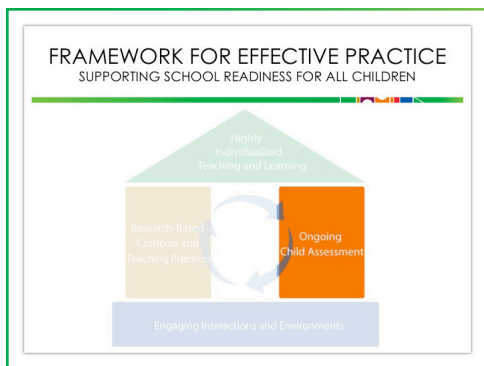 FRAMEWORK FOR EFFECTIVE PRACTICE
SUPPORTING SCHOOL READINESS FOR ALL CHILDREN
Highly
Individualized
Teaching and Learning
Research-Based
Curricula and
Teaching Practices
Ongoing
Child Assessment
Engaging Interactions and Environments